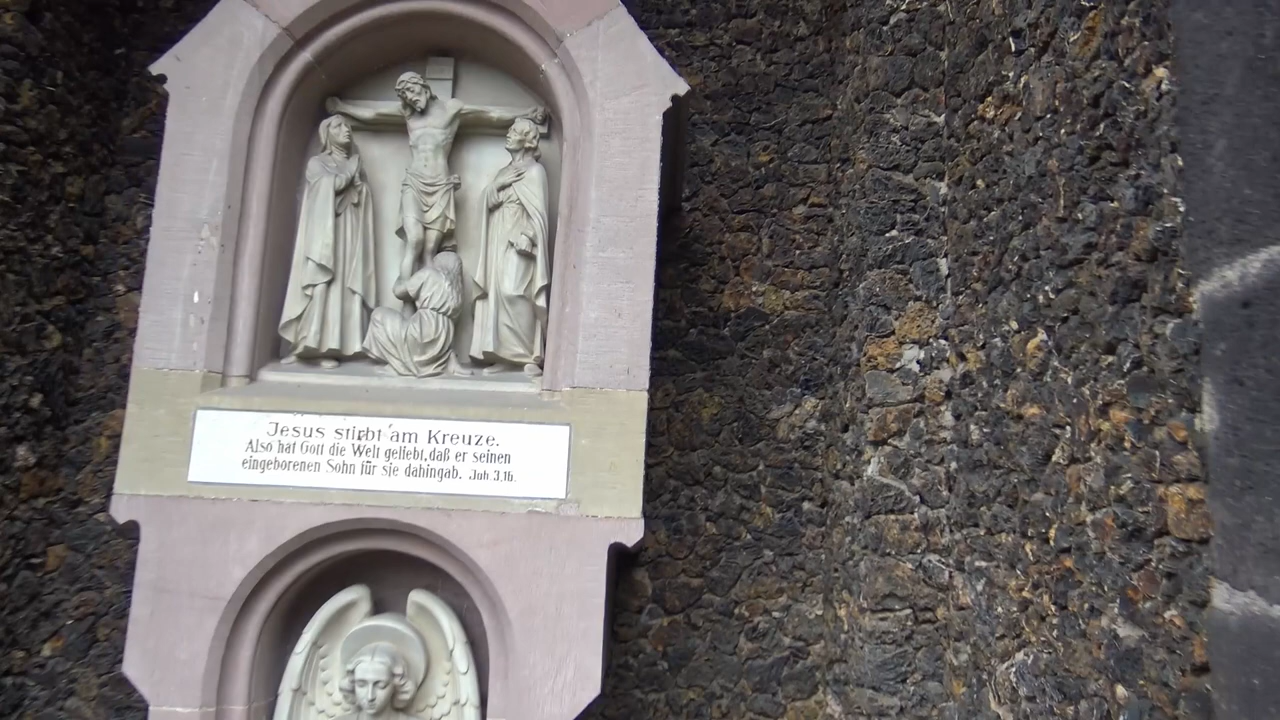 Jesus stirbt am Kreuze.
Also hat Gott die Welt geliebt, daß er seinen
eingeborenen Sohn für sie dahingab. Joh. 3,16.